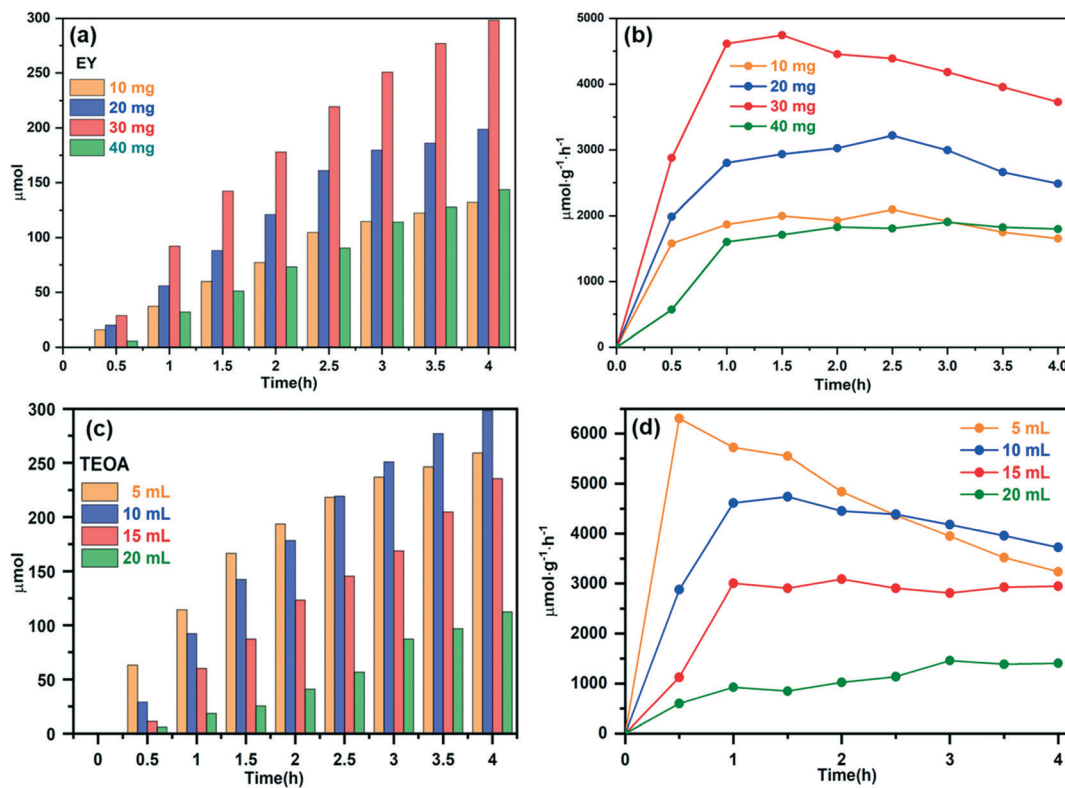 (a)
EY
10 mg
20 mg
30 mg
40 mg
300
250
200
150
100
50
0
μmol
0 0.5 1 1.5 2 2.5 3 3.5 4
Time(h)
(b)
10 mg
20 mg
30 mg
40 mg
5000
4000
3000
2000
1000
0
μmol·g⁻¹·h⁻¹
0.0 0.5 1.0 1.5 2.0 2.5 3.0 3.5 4.0
Time(h)
(c)
TEOA
5 mL
10 mL
15 mL
20 mL
300
250
200
150
100
50
0
μmol
0 0.5 1 1.5 2 2.5 3 3.5 4
Time(h)
(d)
5 mL
10 mL
15 mL
20 mL
6000
5000
4000
3000
2000
1000
0
μmol·g⁻¹·h⁻¹
0 1 2 3 4
Time(h)